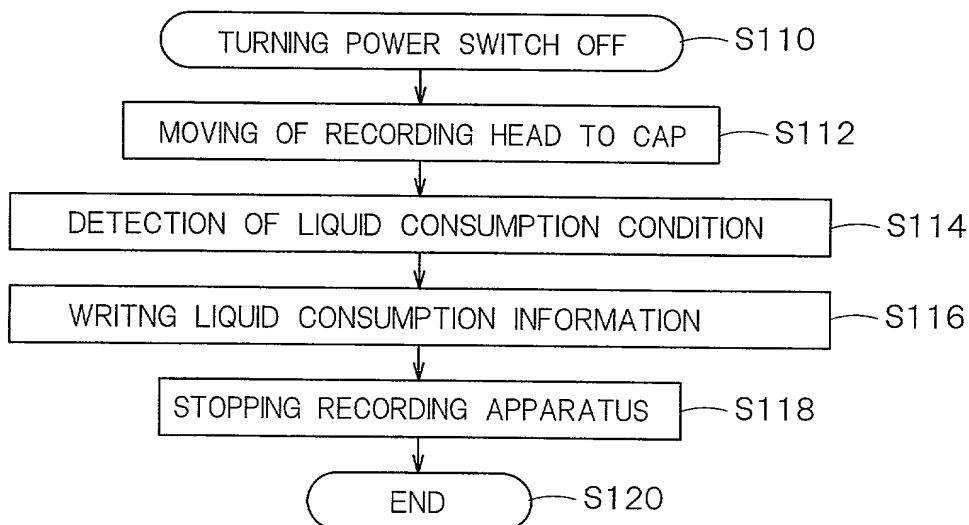 TURNING POWER SWITCH OFF S110
MOVING OF RECORDING HEAD TO CAP S112
DETECTION OF LIQUID CONSUMPTION CONDITION S114
WRITNG LIQUID CONSUMPTION INFORMATION S116
STOPPING RECORDING APPARATUS S118
END S120